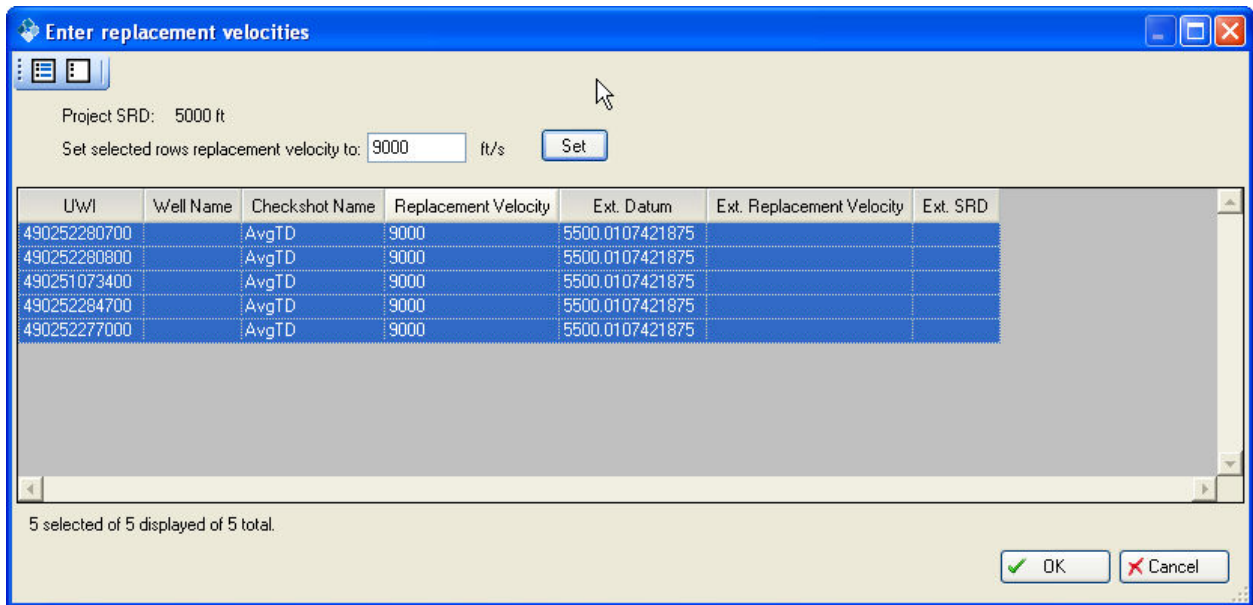 Enter replacement velocities
Project SRD: 5000 ft
Set selected rows replacement velocity to: 9000 ft/s Set
UWI Well Name Checkshot Name Replacement Velocity Ext. Datum Ext. Replacement Velocity Ext. SRD
490252280700 AvgTD 9000 5500.0107421875
490252280800 AvgTD 9000 5500.0107421875
490251073400 AvgTD 9000 5500.0107421875
490252284700 AvgTD 9000 5500.0107421875
490252277000 AvgTD 9000 5500.0107421875
5 selected of 5 displayed of 5 total.
OK Cancel